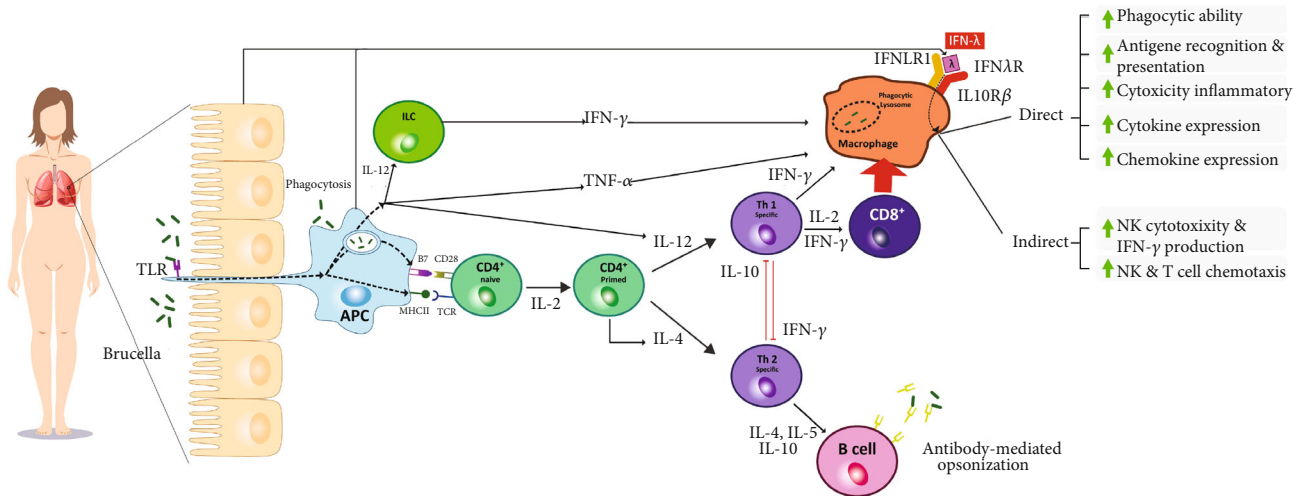 Phagocytic ability
Antigene recognition &
presentation
Cytoxicity inflammatory
Cytokine expression
Chemokine expression
Direct
Indirect
NK cytotoxixity &
IFN-γ production
NK & T cell chemotaxis
IFN-λ
IFNLR1
λ
IFNλR
IL10Rβ
Phagocytic
Lysosome
Macrophage
ILC
IFN-γ
IL-12
TNF-α
Phagocytosis
IFN-γ
Th 1
Specific
IL-2
IFN-γ
CD8+
IL-12
IL-10
TLR
B7 CD28
CD4+
naive
APC
MHCII
TCR
IL-2
CD4+
Primed
IL-4
IFN-γ
Brucella
Th 2
Specific
IL-4, IL-5
IL-10
B cell
Antibody-mediated
opsonization